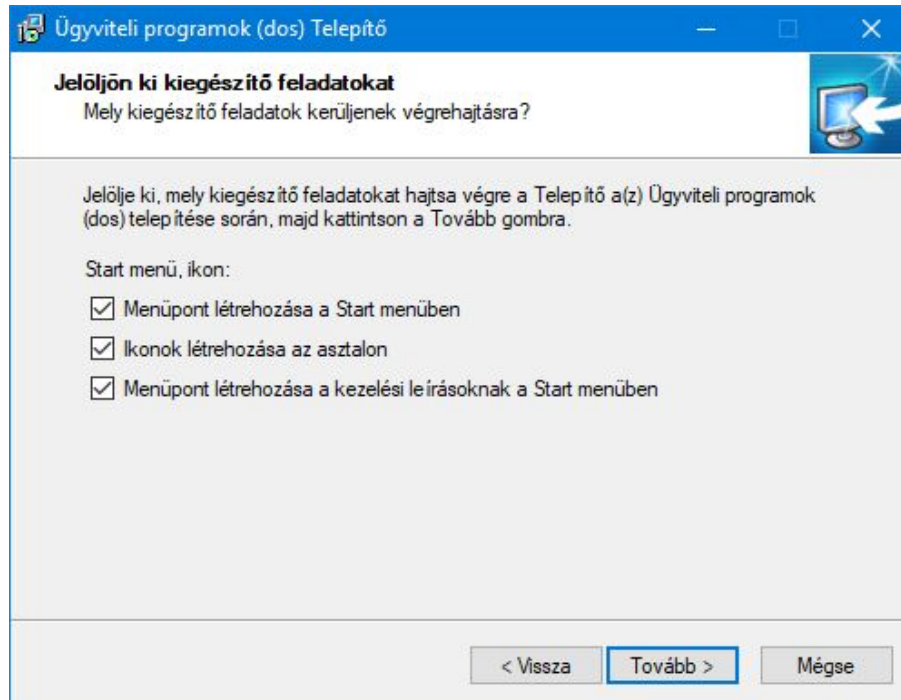 Ügyviteli programok (dos) Telepítő
Jelöljön ki kiegészítő feladatokat
Mely kiegészítő feladatok kerüljenek végrehajtásra?
Jelölje ki, mely kiegészítő feladatokat hajtsa végre a Telepítő a(z) Ügyviteli programok
(dos) telepítése során, majd kattintson a Tovább gombra.
Start menü, ikon:
Menüpont létrehozása a Start menüben
Ikonok létrehozása az asztalon
Menüpont létrehozása a kezelési leírásoknak a Start menüben
< Vissza Tovább > Mégse